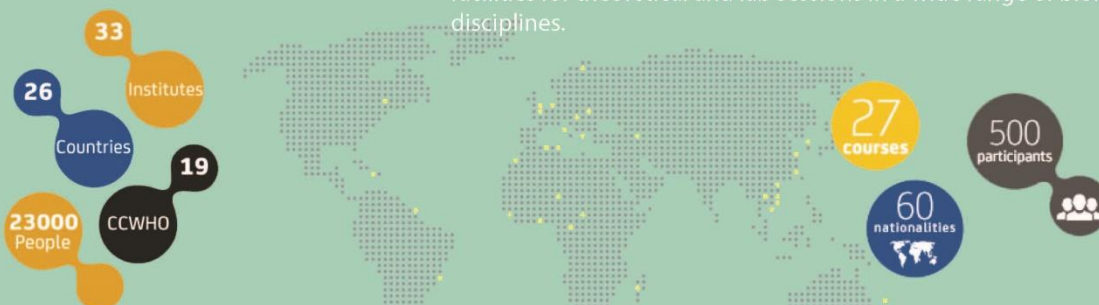 disciplines.
33
Institutes
26
Countries
19
CCWHO
23000
People
27
courses
60
nationalities
500
participants